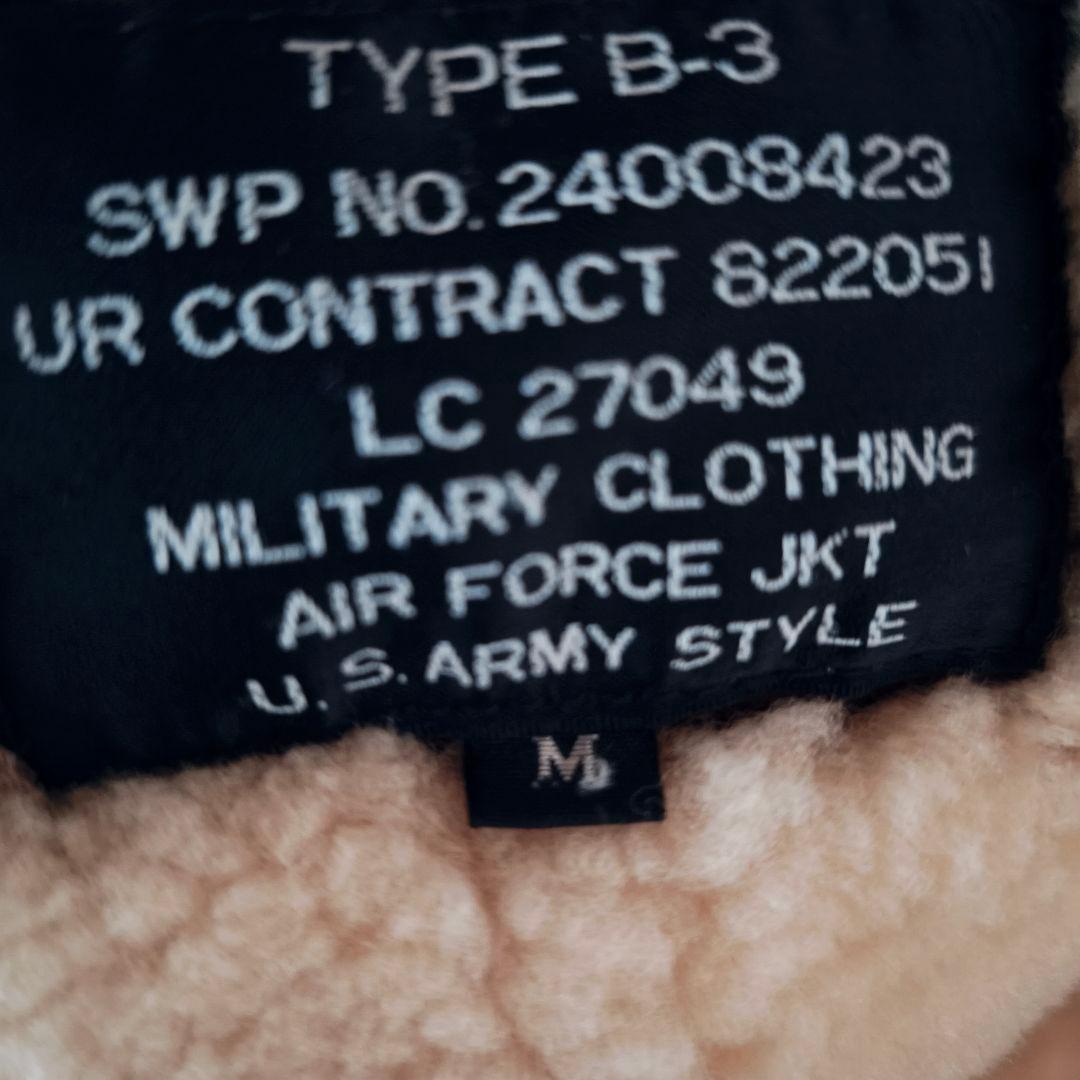 TYPE B-3
SWP NO.24008423
UR CONTRACT 822051
LC 27049
MILITARY CLOTHING
AIR FORCE JKT
U.S.ARMY STYLE
M